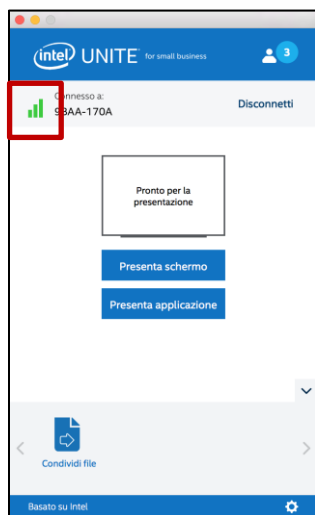 intel UNITE for small business
3
Connesso a:
9BAA-170A
Disconnetti
Pronto per la
presentazione
Presenta schermo
Presenta applicazione
Condividi file
Basato su Intel